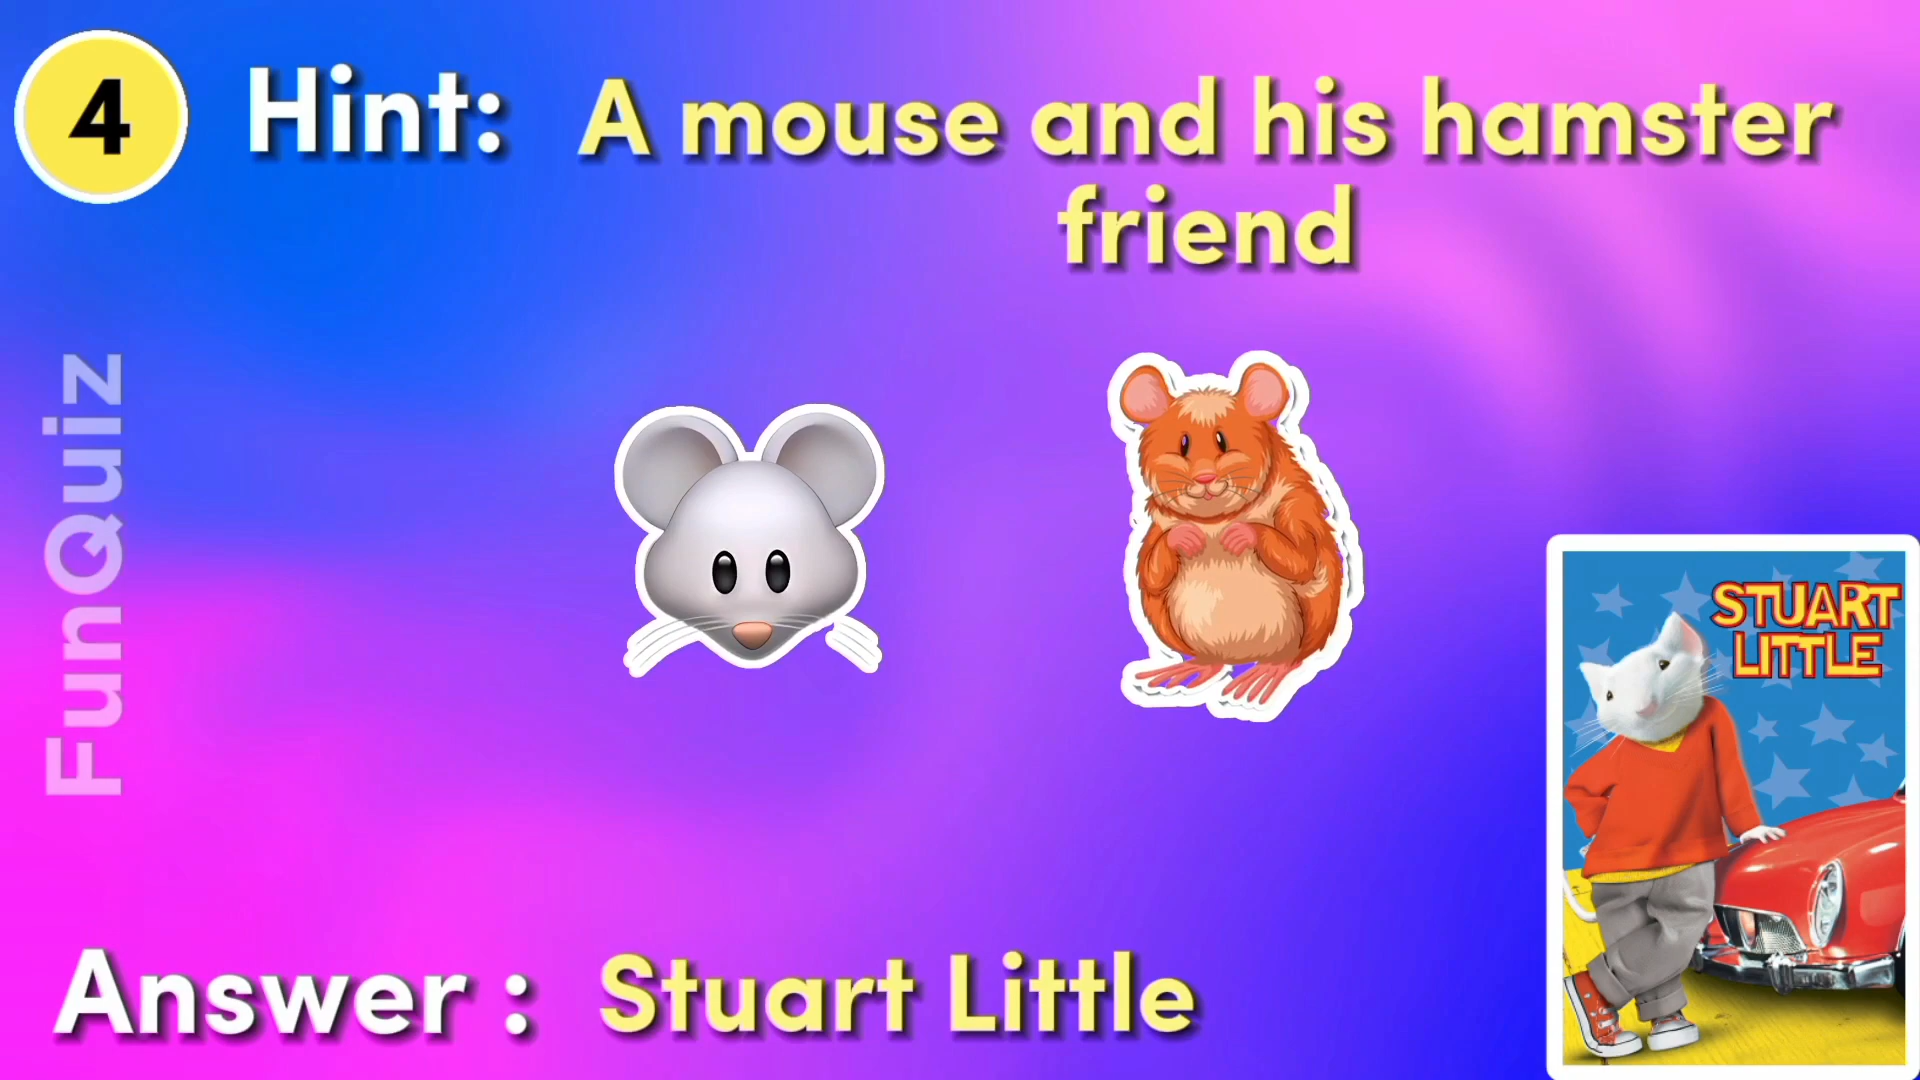 4
Hint: A mouse and his hamster
friend
FunQuiz
STUART
LITTLE
Answer : Stuart Little